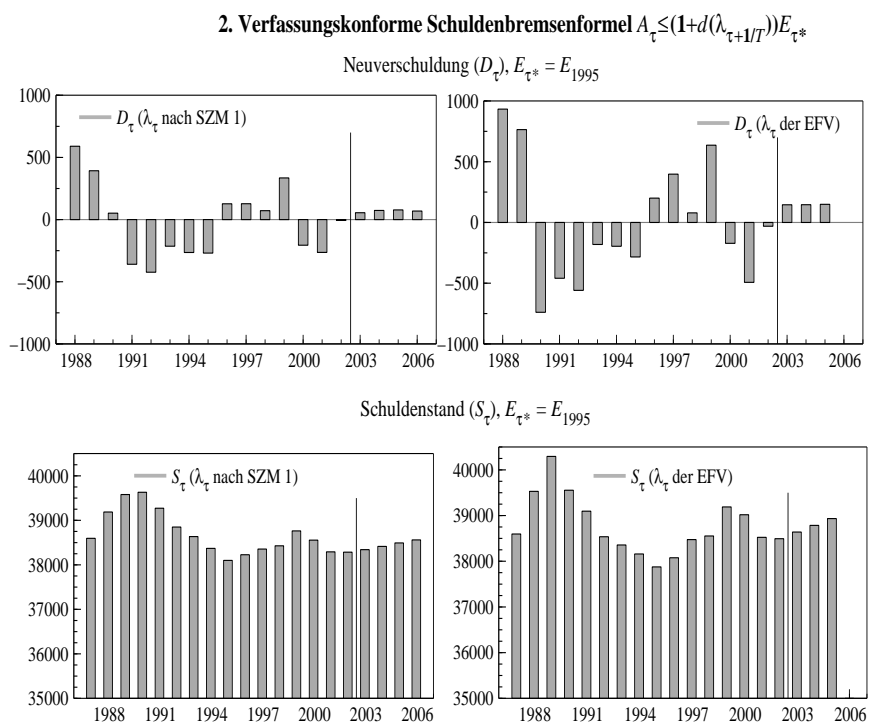 2. Verfassungskonforme Schuldenbremsenformel A_τ≤(1+d(λ_τ+1/T))E_τ*
Neuverschuldung (D_τ), E_τ* = E_1995
1000
500
0
−500
−1000
D_τ (λ_τ nach SZM 1)
1988 1991 1994 1997 2000 2003 2006
1000
500
0
−500
−1000
D_τ (λ_τ der EFV)
1988 1991 1994 1997 2000 2003 2006
Schuldenstand (S_τ), E_τ* = E_1995
40000
39000
38000
37000
36000
35000
S_τ (λ_τ nach SZM 1)
1988 1991 1994 1997 2000 2003 2006
40000
39000
38000
37000
36000
35000
S_τ (λ_τ der EFV)
1988 1991 1994 1997 2000 2003 2006